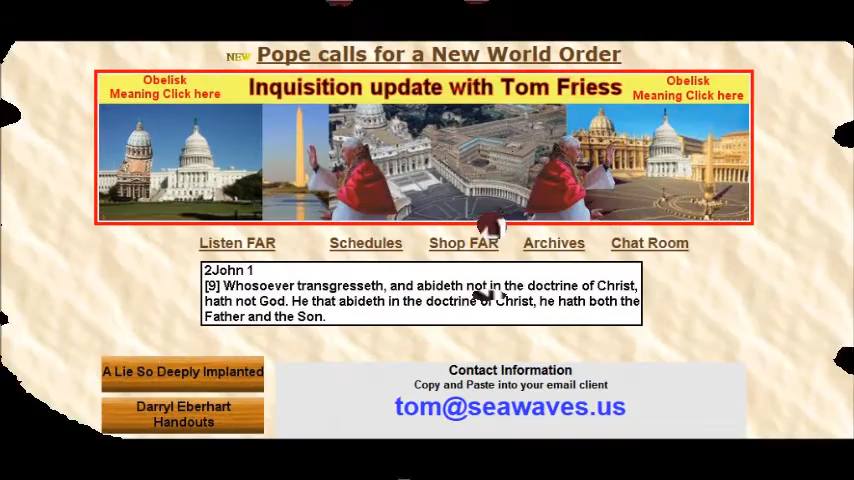 NEW Pope calls for a New World Order
Obelisk
Meaning Click here
Inquisition update with Tom Friess
Obelisk
Meaning Click here
Listen FAR Schedules Shop FAR Archives Chat Room
2John 1
[9] Whosoever transgresseth, and abideth not in the doctrine of Christ,
hath not God. He that abideth in the doctrine of Christ, he hath both the
Father and the Son.
A Lie So Deeply Implanted
Darryl Eberhart
Handouts
Contact Information
Copy and Paste into your email client
tom@seawaves.us